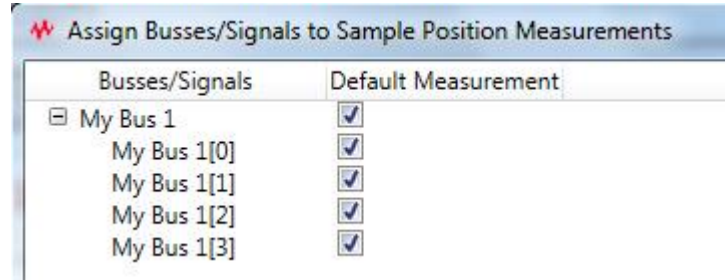 Assign Busses/Signals to Sample Position Measurements
Busses/Signals Default Measurement
My Bus 1
My Bus 1[0]
My Bus 1[1]
My Bus 1[2]
My Bus 1[3]